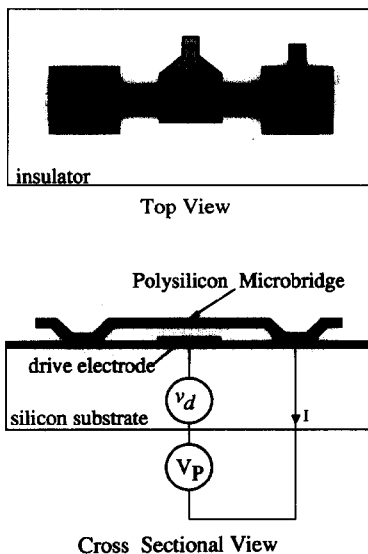 insulator
Top View
Polysilicon Microbridge
drive electrode
v_d
silicon substrate
I
V_P
Cross Sectional View